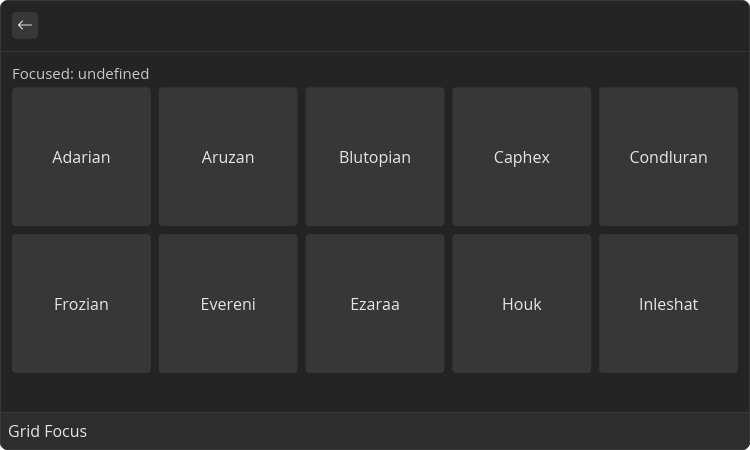 Focused: undefined
Adarian Aruzan Blutopian Caphex Condluran
Frozian Evereni Ezaraa Houk Inleshat
Grid Focus